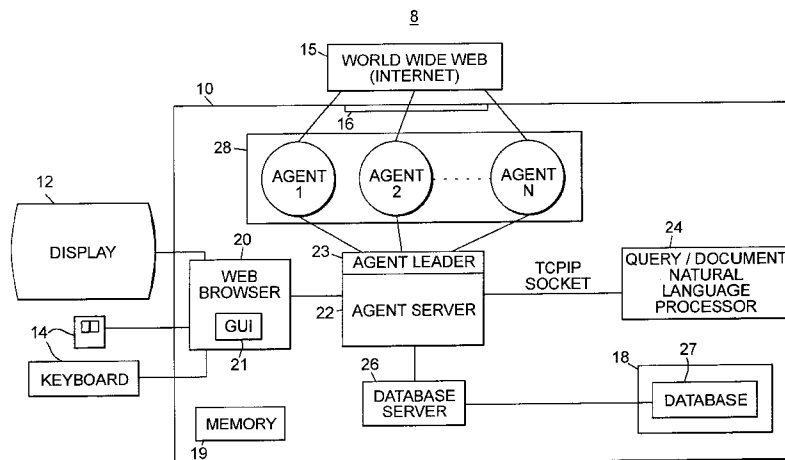 8
15
WORLD WIDE WEB
(INTERNET)
10
16
28
AGENT
1
AGENT
2
AGENT
N
12
DISPLAY
20
WEB
BROWSER
GUI
21
23
AGENT LEADER
22
AGENT SERVER
TCPIP
SOCKET
24
QUERY / DOCUMENT
NATURAL
LANGUAGE
PROCESSOR
14
KEYBOARD
26
DATABASE
SERVER
18
27
DATABASE
MEMORY
19